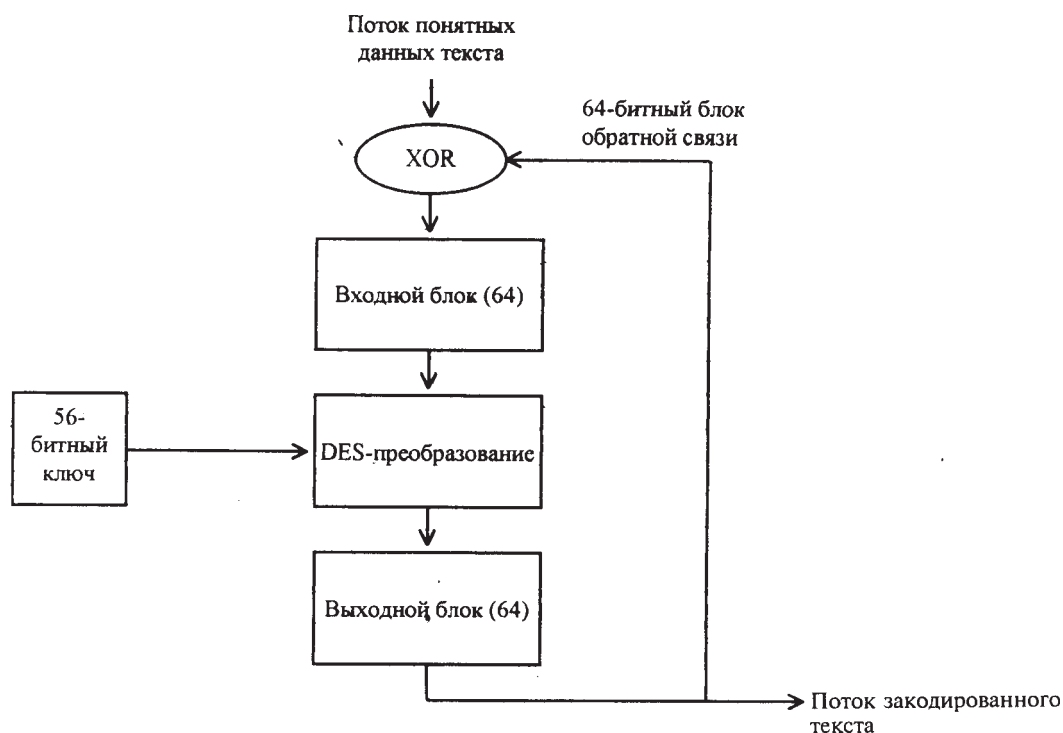 Поток понятных
данных текста
64-битный блок
обратной связи
XOR
Входной блок (64)
56-
битный
ключ
DES-преобразование
Выходной блок (64)
Поток закодированного
текста